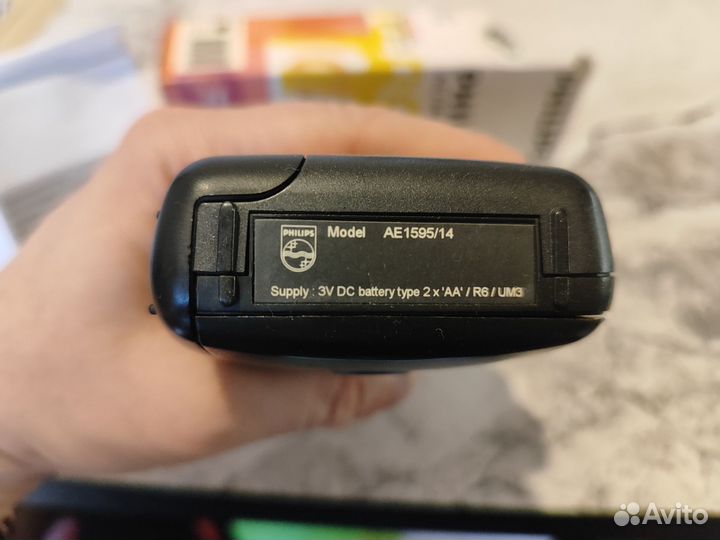 PHILIPS
Model AE1595/14
Supply : 3V DC battery type 2 x 'AA' / R6 / UM3
Avito